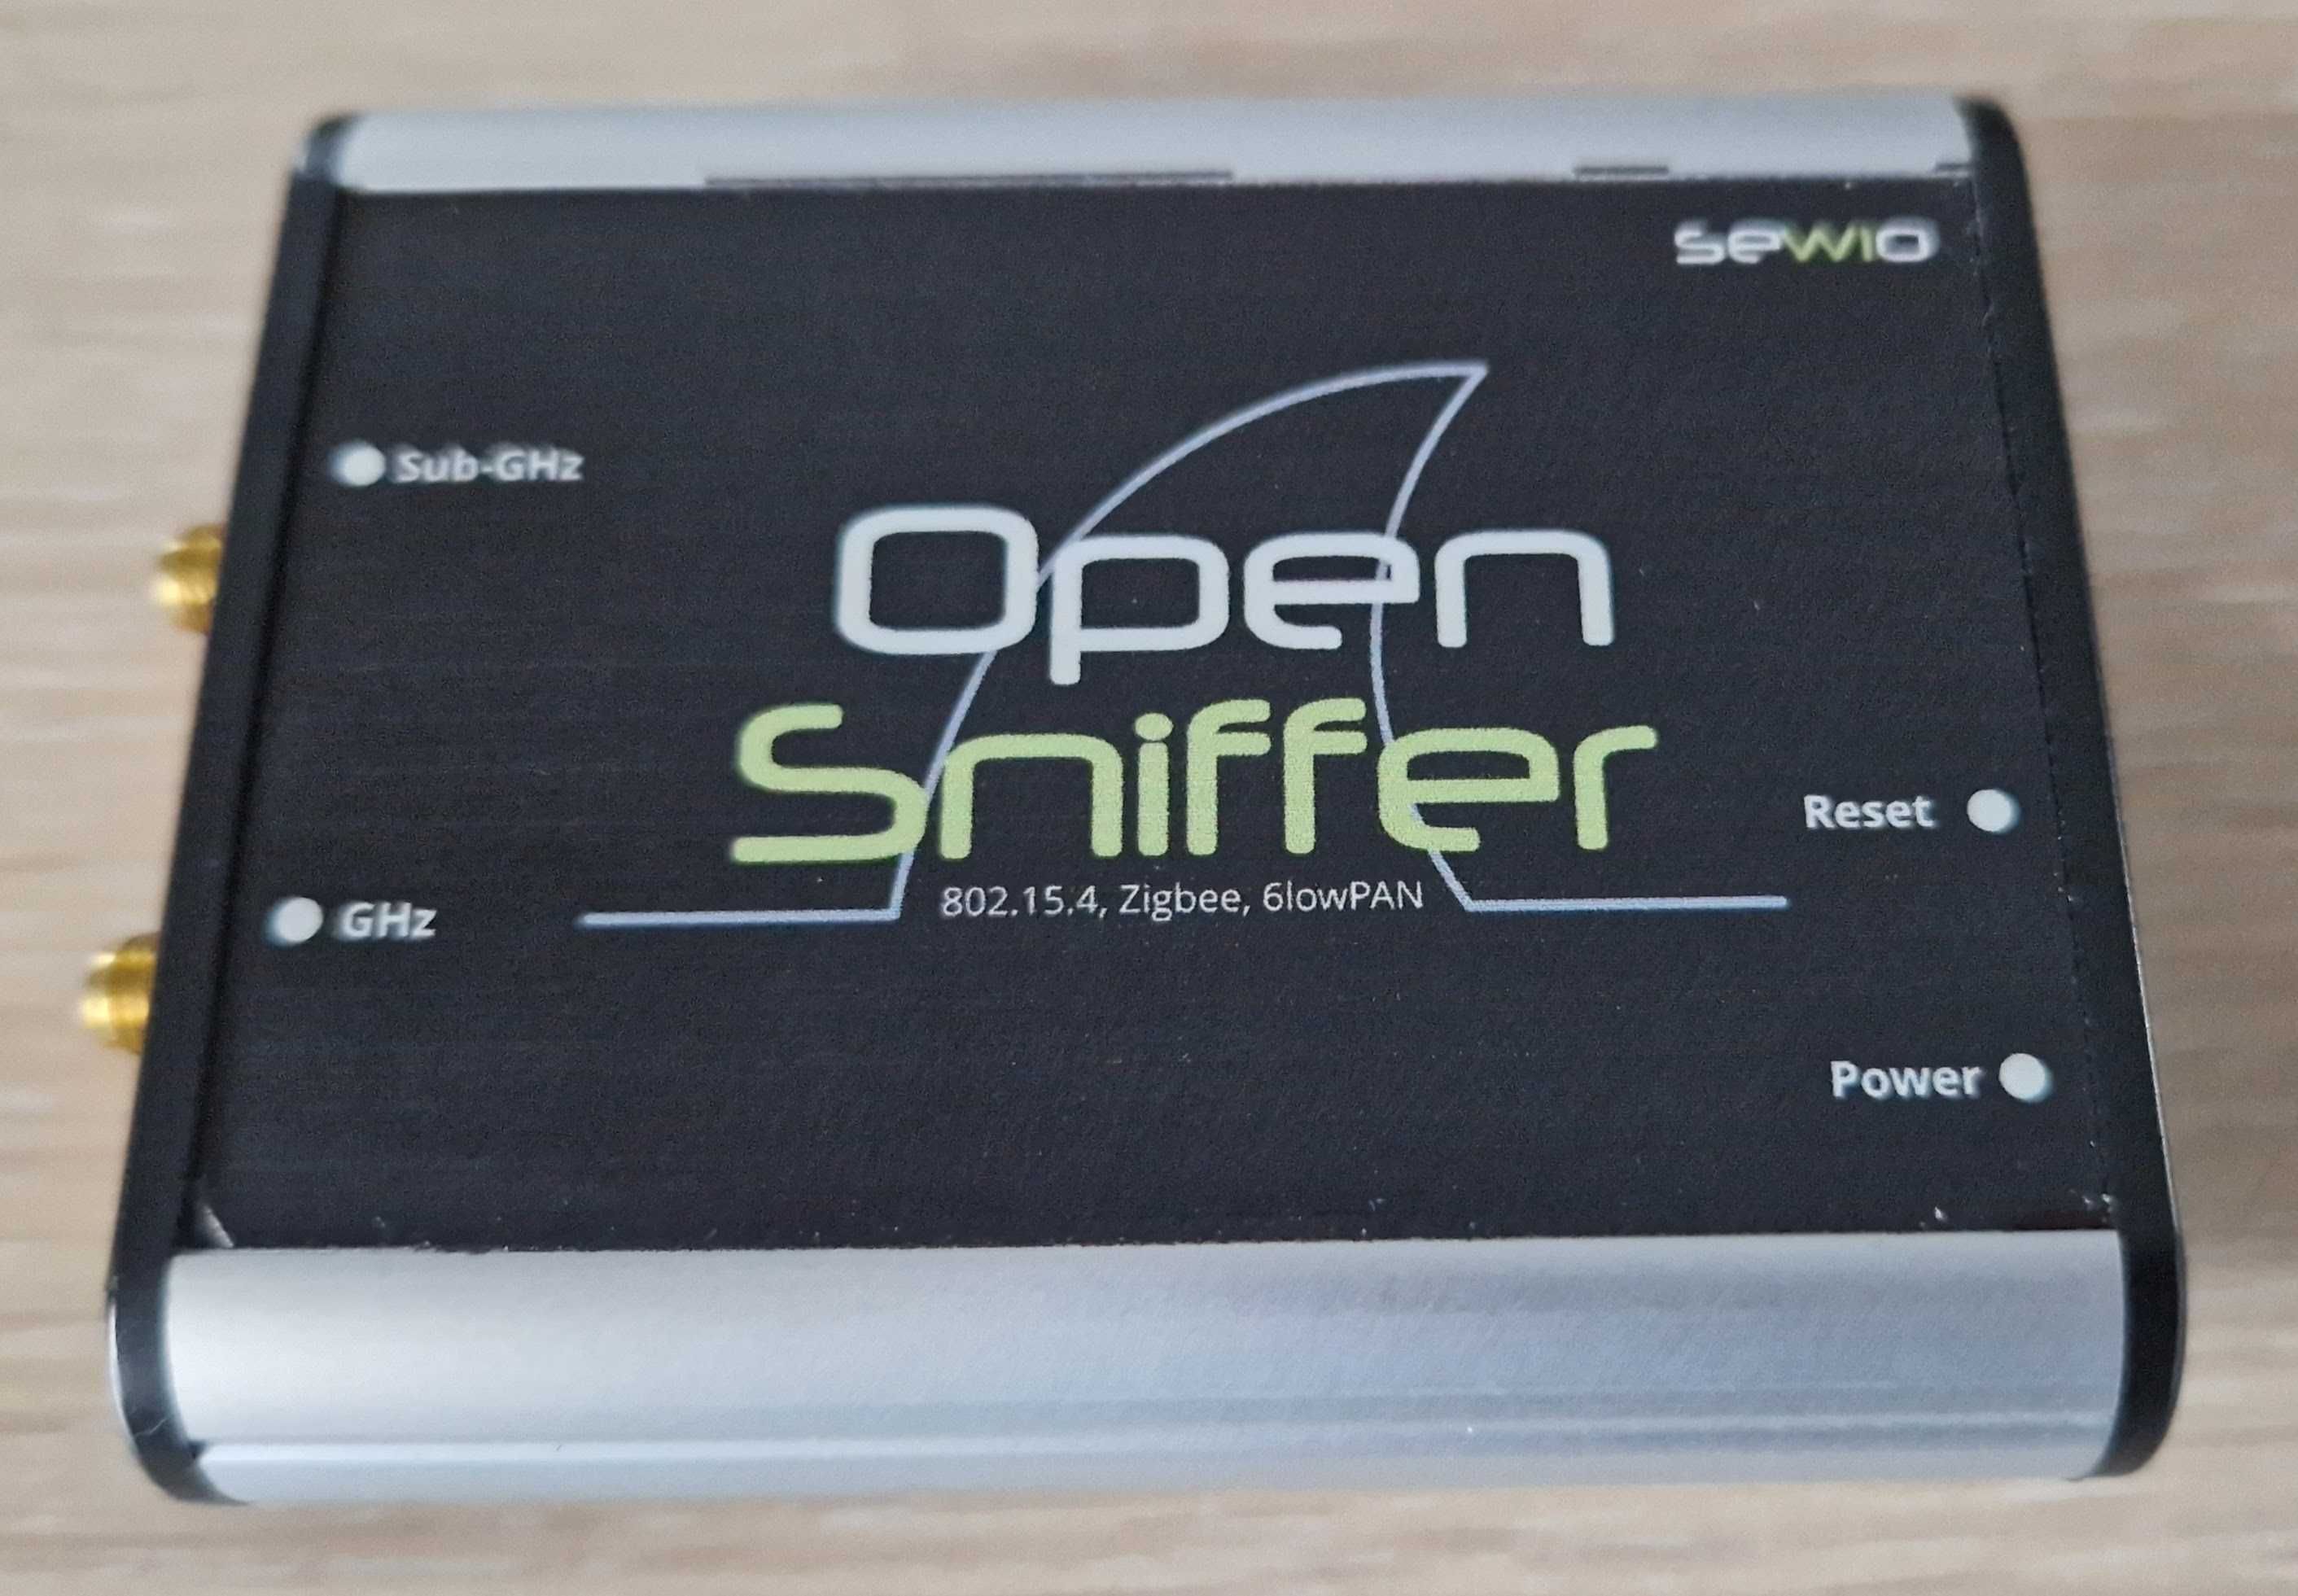 sewio
Sub-GHz
Open
Sniffer
802.15.4, Zigbee, 6lowPAN
Reset
GHz
Power